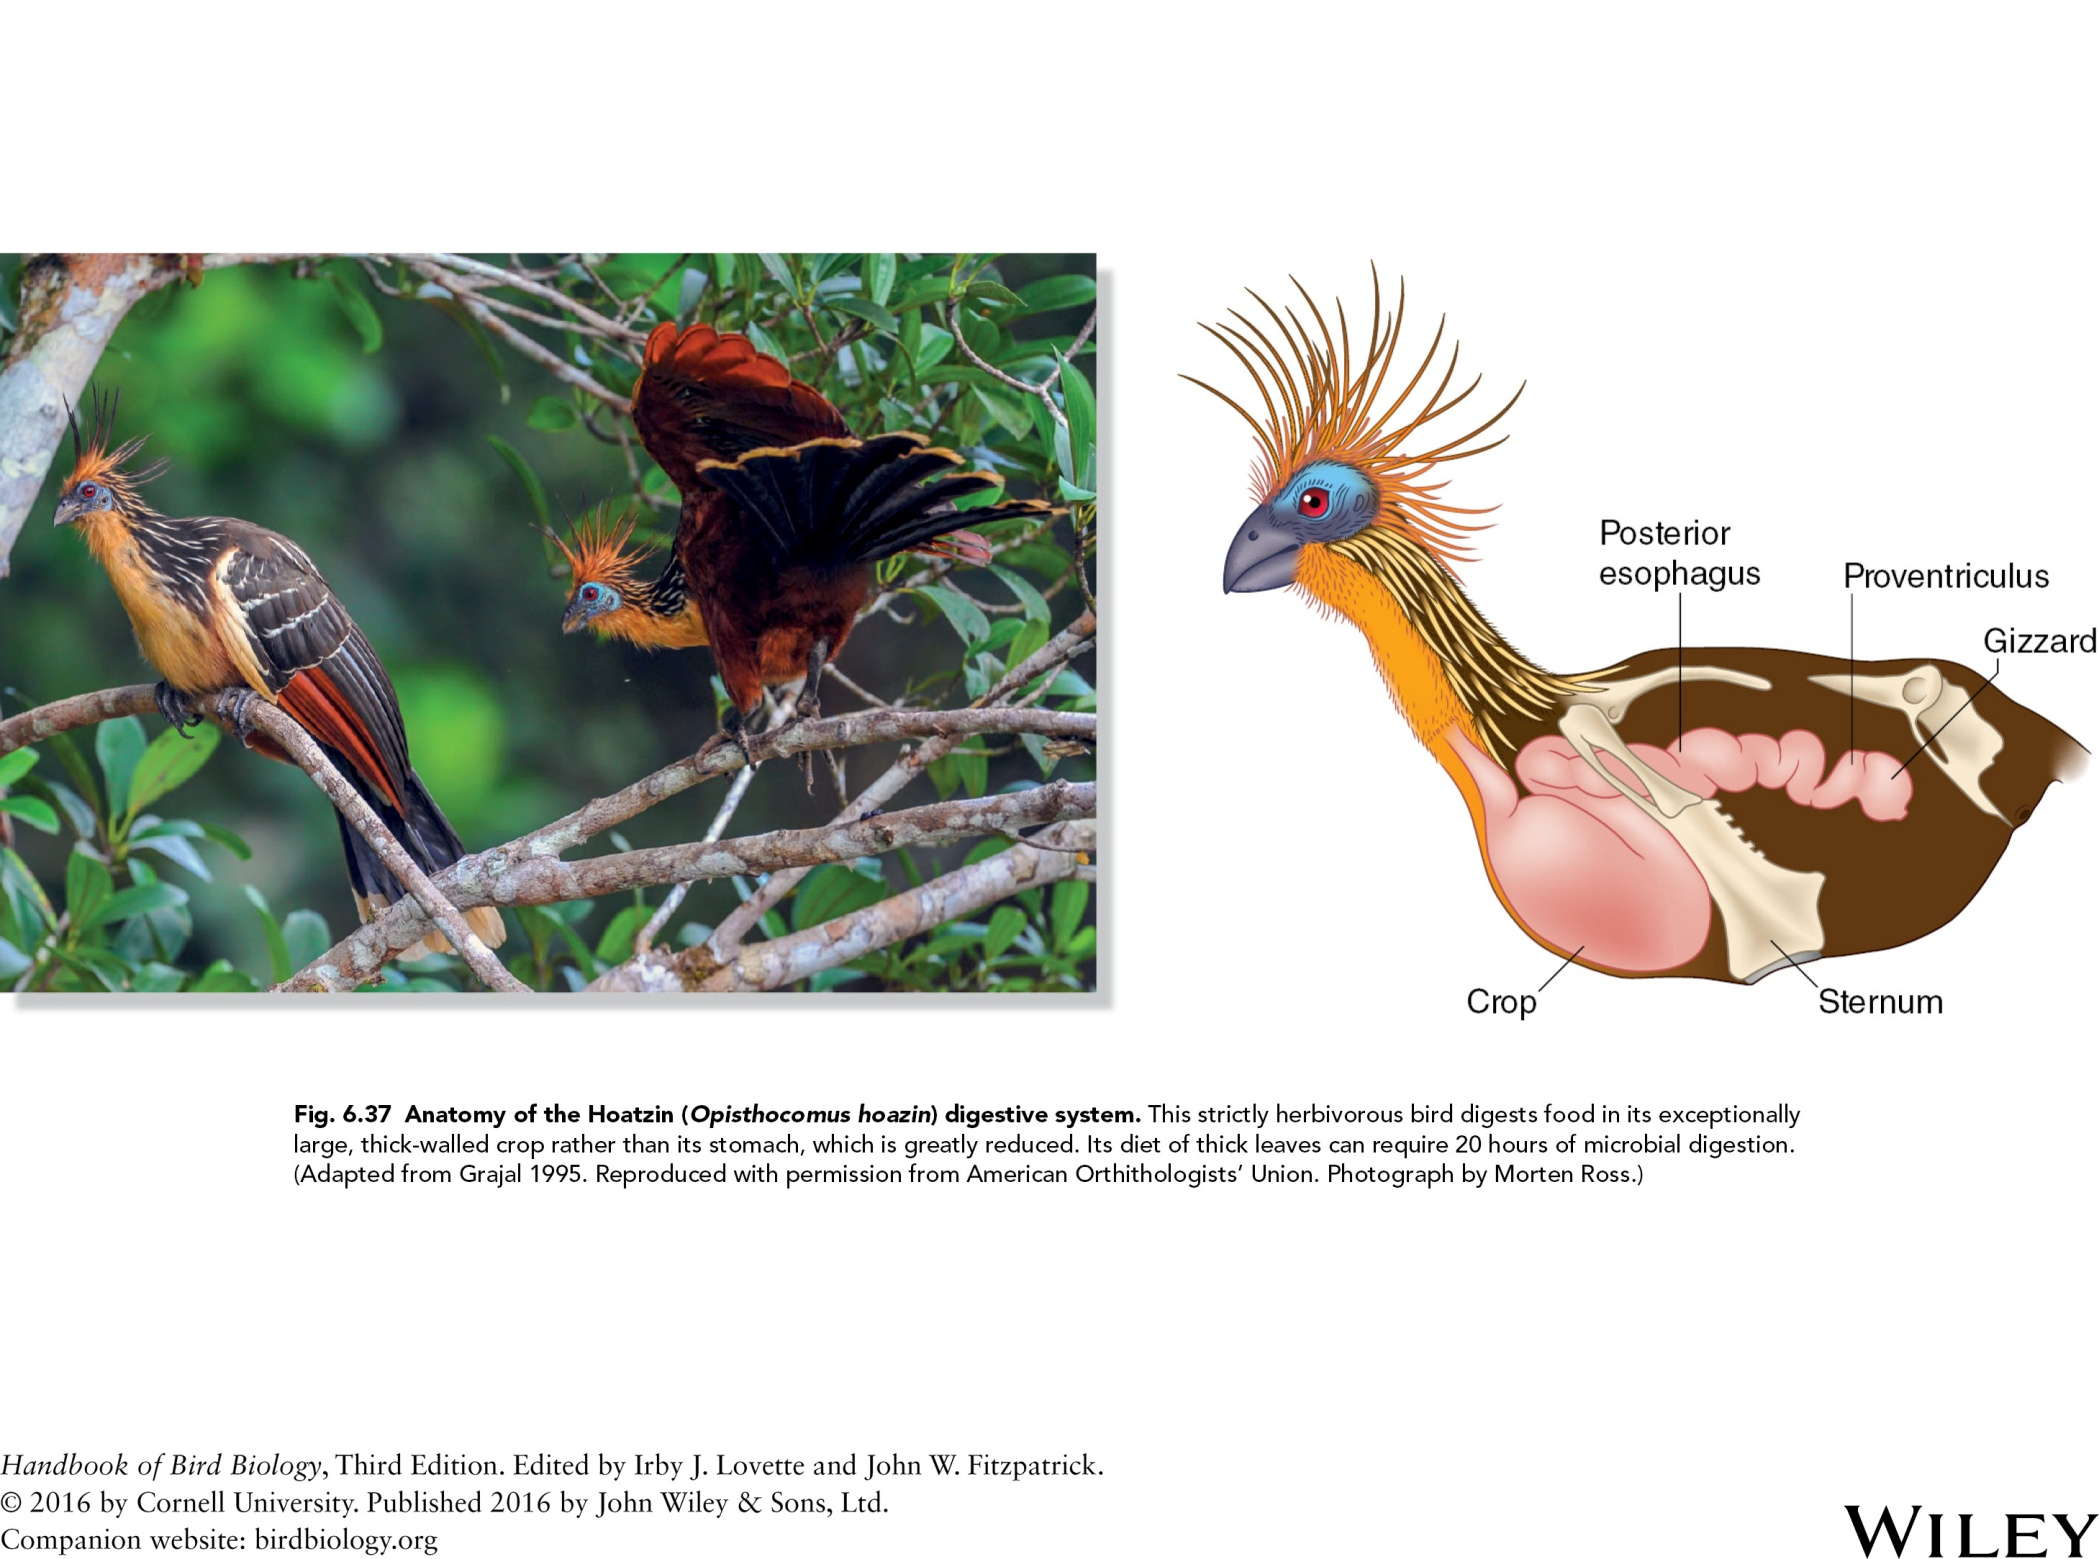 Posterior
esophagus
Proventriculus
Gizzard
Crop
Sternum
Fig. 6.37 Anatomy of the Hoatzin (Opisthocomus hoazin) digestive system. This strictly herbivorous bird digests food in its exceptionally
large, thick-walled crop rather than its stomach, which is greatly reduced. Its diet of thick leaves can require 20 hours of microbial digestion.
(Adapted from Grajal 1995. Reproduced with permission from American Orthithologists’ Union. Photograph by Morten Ross.)
Handbook of Bird Biology, Third Edition. Edited by Irby J. Lovette and John W. Fitzpatrick.
© 2016 by Cornell University. Published 2016 by John Wiley & Sons, Ltd.
Companion website: birdbiology.org
WILEY